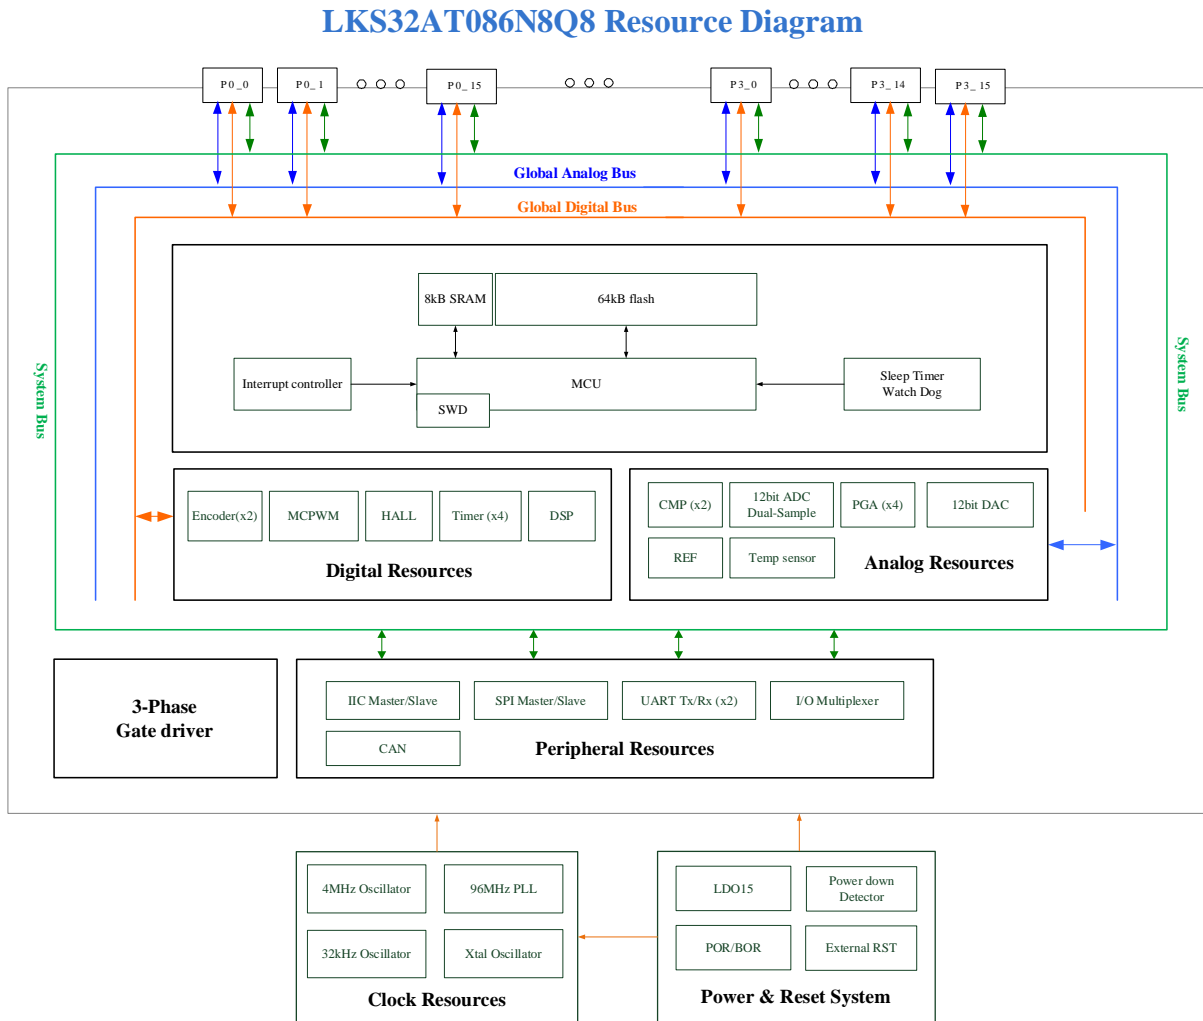 LKS32AT086N8Q8 Resource Diagram
P0_0
P0_1
P0_15
P3_0
P3_14
P3_15
Global Analog Bus
Global Digital Bus
System Bus
System Bus
8kB SRAM
64kB flash
Interrupt controller
MCU
SWD
Sleep Timer
Watch Dog
Encoder(x2)
MCPWM
HALL
Timer (x4)
DSP
Digital Resources
CMP (x2)
12bit ADC
Dual-Sample
PGA (x4)
12bit DAC
REF
Temp sensor
Analog Resources
3-Phase
Gate driver
IIC Master/Slave
SPI Master/Slave
UART Tx/Rx (x2)
I/O Multiplexer
CAN
Peripheral Resources
4MHz Oscillator
96MHz PLL
32kHz Oscillator
Xtal Oscillator
Clock Resources
LDO15
Power down
Detector
POR/BOR
External RST
Power & Reset System